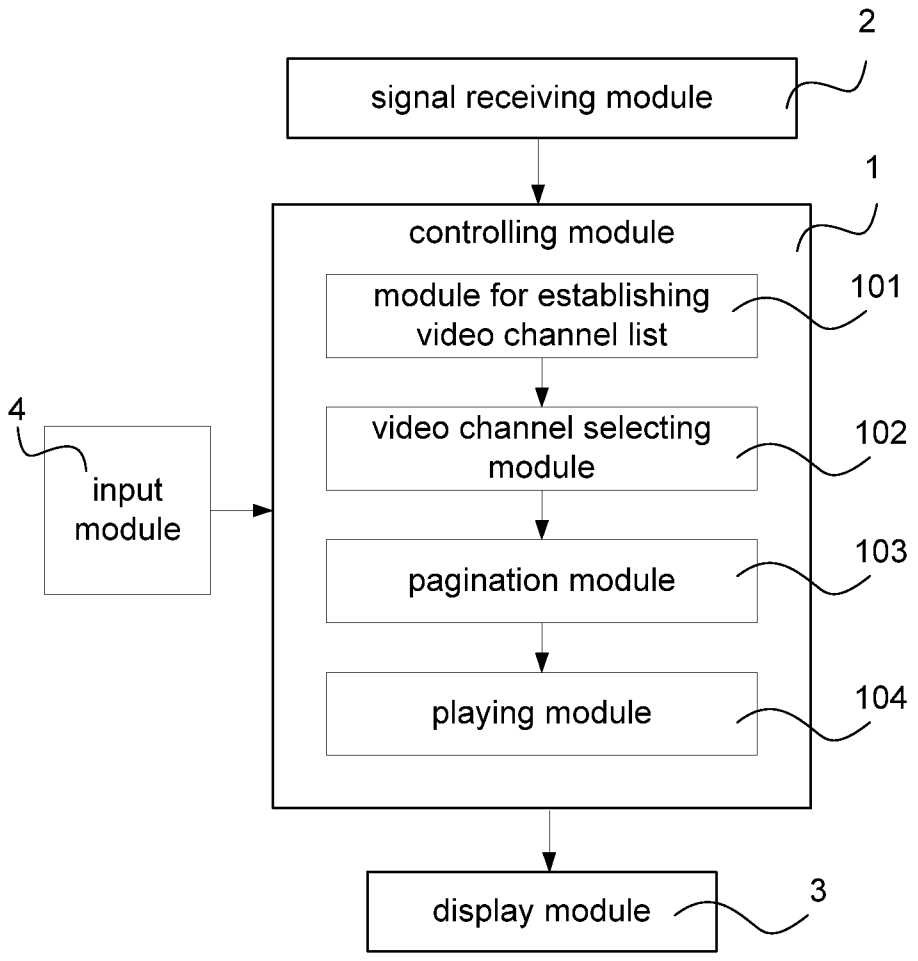 2
signal receiving module
1
controlling module
101
module for establishing
video channel list
4
102
video channel selecting
module
input
module
103
pagination module
104
playing module
3
display module